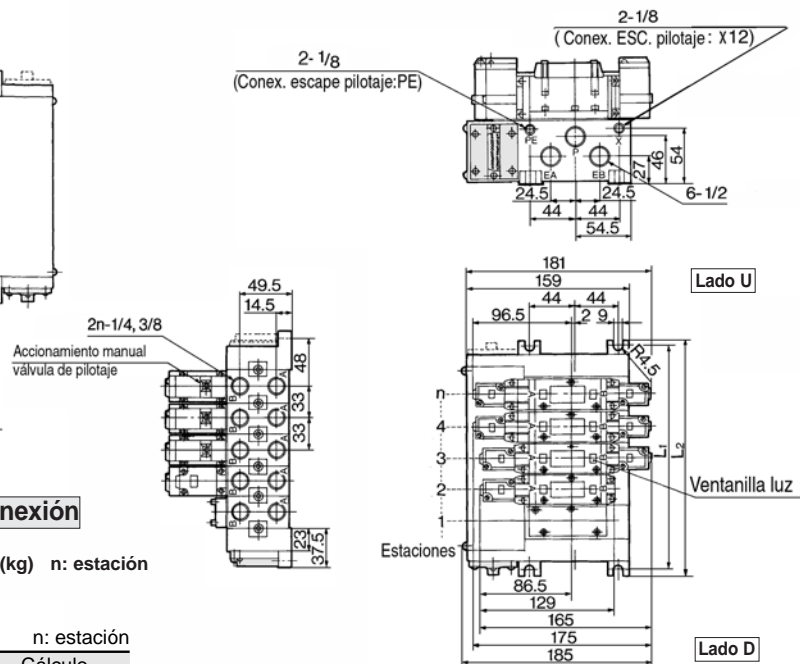 2-1/8
( Conex. ESC. pilotaje: X12)
2- 1/8
(Conex. escape pilotaje:PE)
PE
X
P
EA
EB
27
46
54
24.5
24.5
6-1/2
44
44
54.5
181
159
44
44
96.5
2
9
Lado U
R4.5
49.5
14.5
2n-1/4, 3/8
Accionamiento manual
válvula de pilotaje
48
33
33
B
A
B
A
B
A
B
A
B
A
23
37.5
n
4
3
2
1
A
B
A
B
A
B
A
B
L1
L2
Ventanilla luz
Estaciones
86.5
129
165
175
185
Lado D
nexión
(kg) n: estación
n: estación
Cálculo